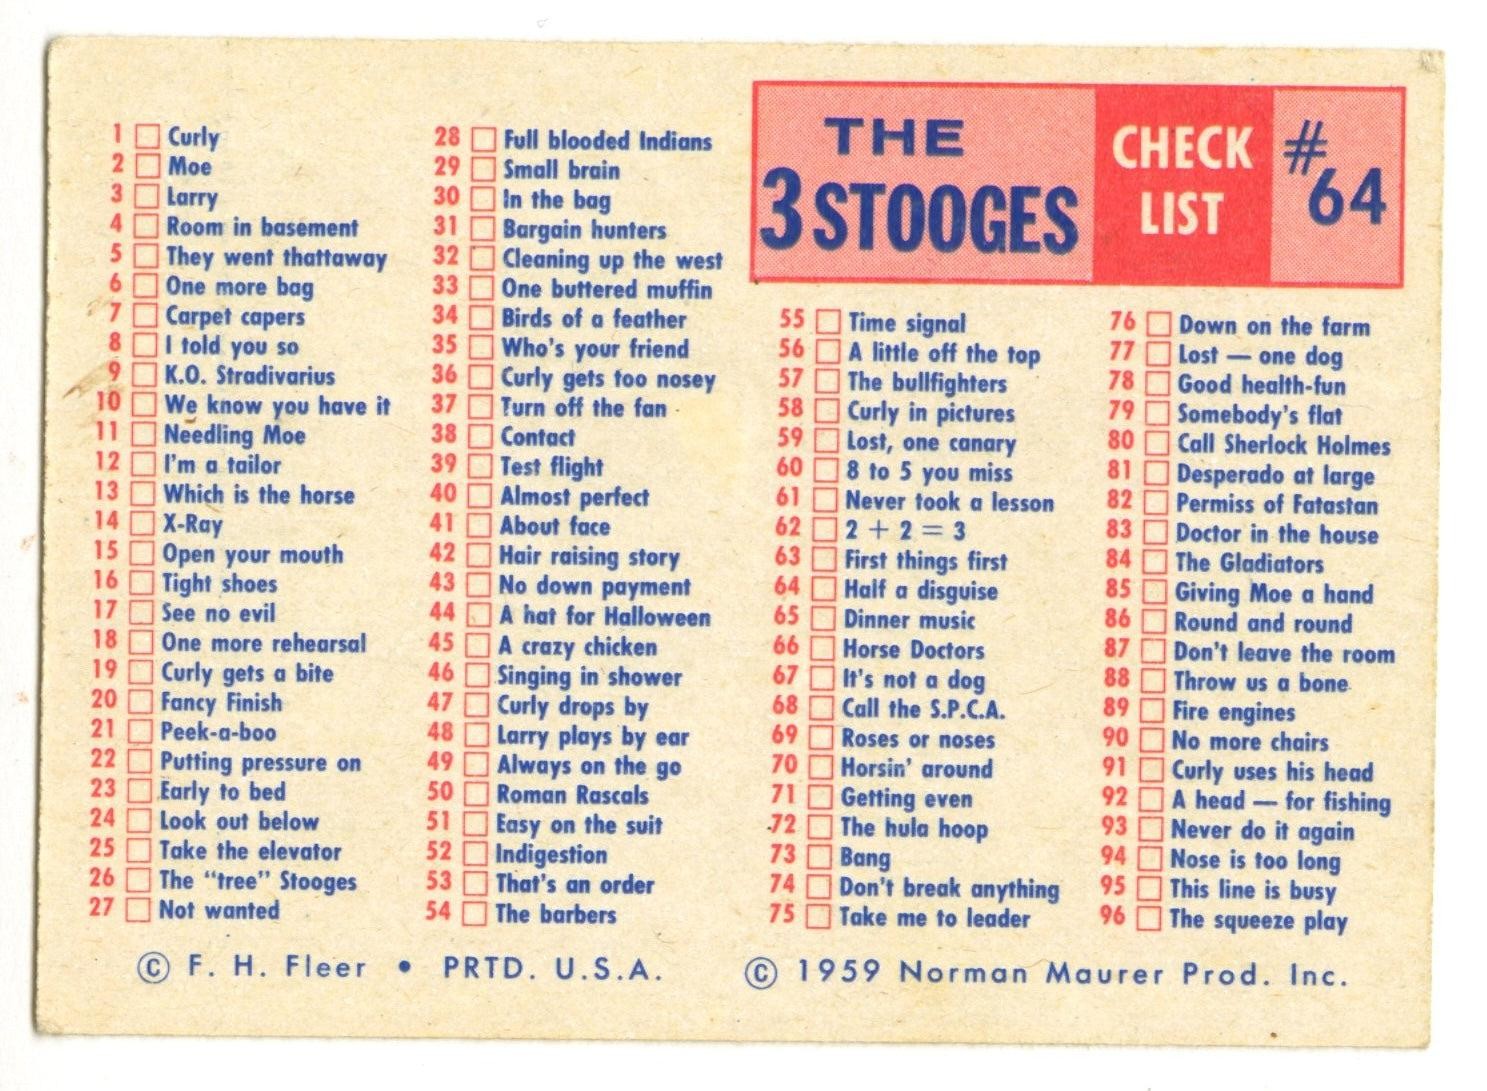 THE
3 STOOGES
CHECK
LIST
#
64
1 Curly
2 Moe
3 Larry
4 Room in basement
5 They went thattaway
6 One more bag
7 Carpet capers
8 I told you so
9 K.O. Stradivarius
10 We know you have it
11 Needling Moe
12 I'm a tailor
13 Which is the horse
14 X-Ray
15 Open your mouth
16 Tight shoes
17 See no evil
18 One more rehearsal
19 Curly gets a bite
20 Fancy Finish
21 Peek-a-boo
22 Putting pressure on
23 Early to bed
24 Look out below
25 Take the elevator
26 The "tree" Stooges
27 Not wanted
28 Full blooded Indians
29 Small brain
30 In the bag
31 Bargain hunters
32 Cleaning up the west
33 One buttered muffin
34 Birds of a feather
35 Who's your friend
36 Curly gets too nosey
37 Turn off the fan
38 Contact
39 Test flight
40 Almost perfect
41 About face
42 Hair raising story
43 No down payment
44 A hat for Halloween
45 A crazy chicken
46 Singing in shower
47 Curly drops by
48 Larry plays by ear
49 Always on the go
50 Roman Rascals
51 Easy on the suit
52 Indigestion
53 That's an order
54 The barbers
55 Time signal
56 A little off the top
57 The bullfighters
58 Curly in pictures
59 Lost, one canary
60 8 to 5 you miss
61 Never took a lesson
62 2 + 2 = 3
63 First things first
64 Half a disguise
65 Dinner music
66 Horse Doctors
67 It's not a dog
68 Call the S.P.C.A.
69 Roses or noses
70 Horsin' around
71 Getting even
72 The hula hoop
73 Bang
74 Don't break anything
75 Take me to leader
76 Down on the farm
77 Lost — one dog
78 Good health-fun
79 Somebody's flat
80 Call Sherlock Holmes
81 Desperado at large
82 Permiss of Fatastan
83 Doctor in the house
84 The Gladiators
85 Giving Moe a hand
86 Round and round
87 Don't leave the room
88 Throw us a bone
89 Fire engines
90 No more chairs
91 Curly uses his head
92 A head — for fishing
93 Never do it again
94 Nose is too long
95 This line is busy
96 The squeeze play
© F. H. Fleer • PRTD. U.S.A.
© 1959 Norman Maurer Prod. Inc.